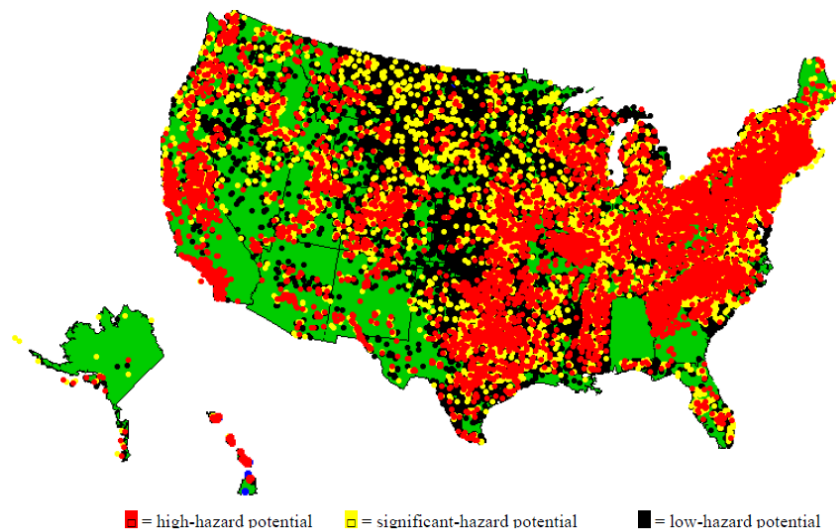 □ = high-hazard potential □ = significant-hazard potential □ = low-hazard potential